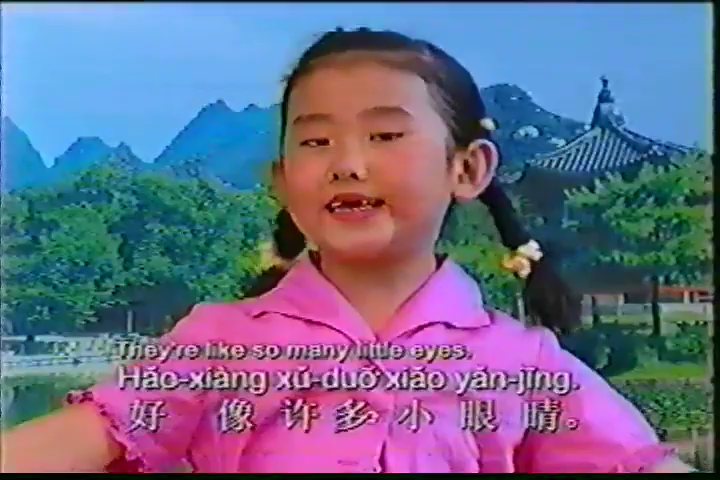 They're like so many little eyes.
Hǎo-xiàng xǔ-duō xiǎo yǎn-jīng.
好像许多小眼睛。